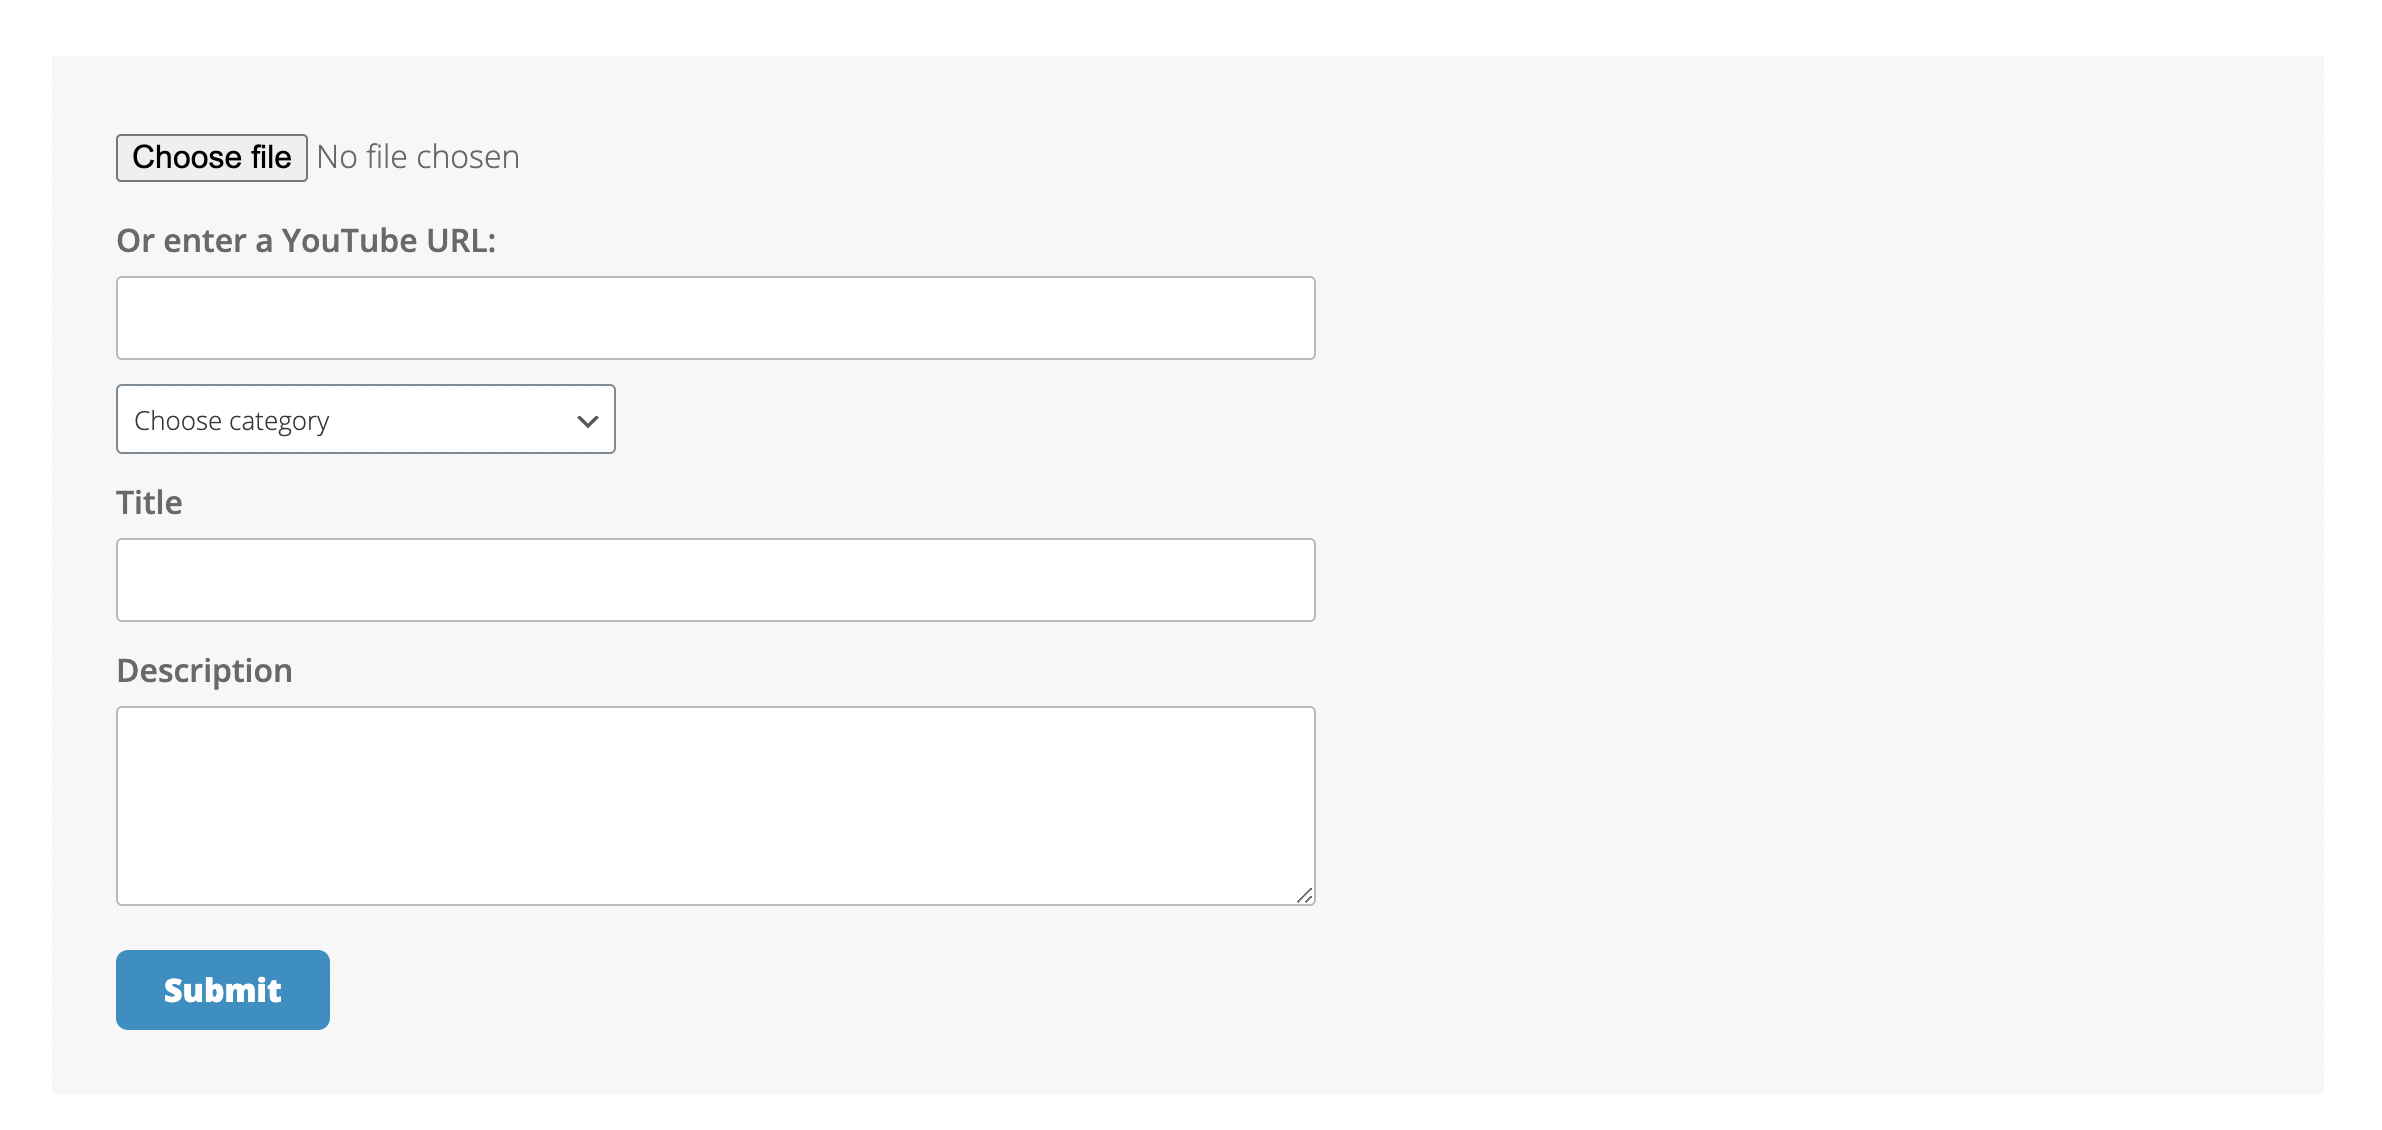 Choose file No file chosen
Or enter a YouTube URL:
Choose category
Title
Description
Submit